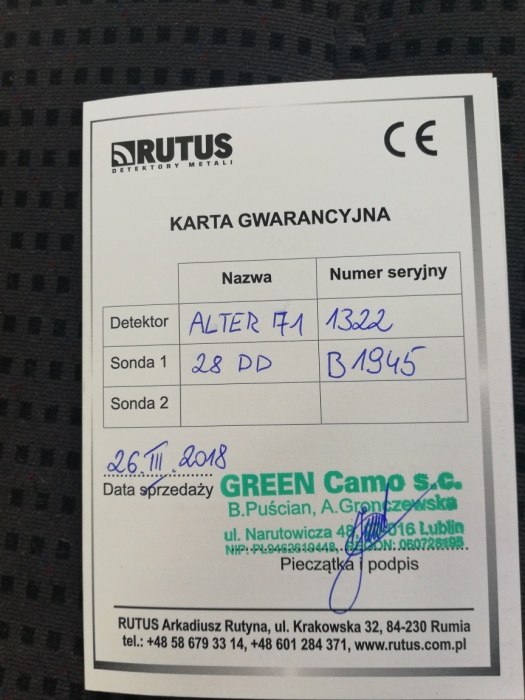 RUTUS
DETEKTORY METALI
CE
KARTA GWARANCYJNA
Nazwa Numer seryjny
Detektor ALTER 71 1322
Sonda 1 28 DD B1945
Sonda 2
26.III.2018
Data sprzedaży
GREEN Camo s.c.
B.Puścian, A.Gronczewska
ul. Narutowicza 48, 016 Lublin
NIP: REGON:
Pieczątka i podpis
RUTUS Arkadiusz Rutyna, ul. Krakowska 32, 84-230 Rumia
tel.: +48 58 679 33 14, +48 601 284 371, www.rutus.com.pl